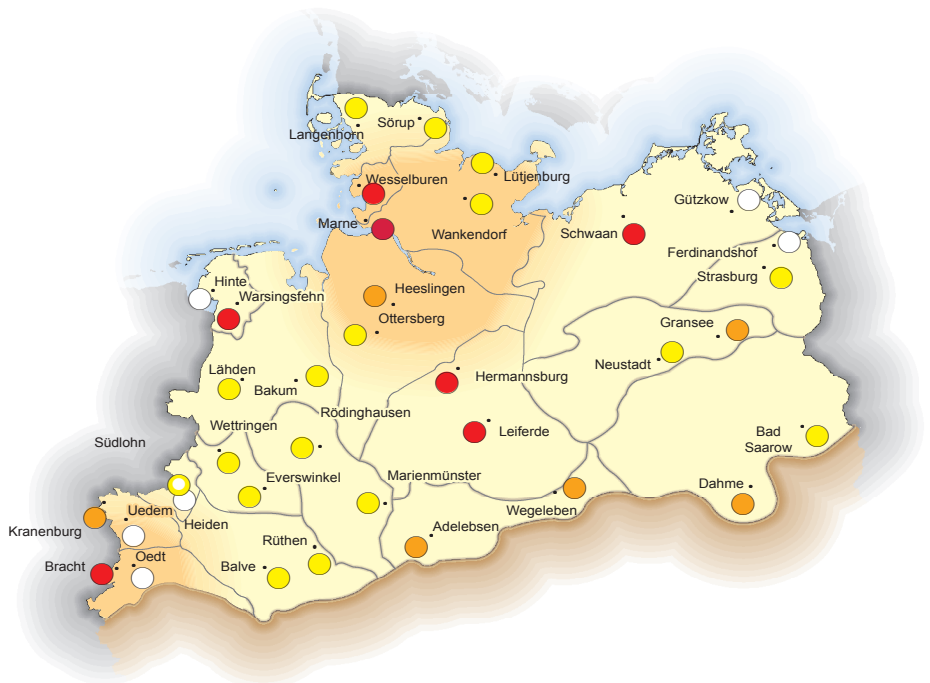 Langenhorn
Sörup
Wesselburen
Lütjenburg
Marne
Wankendorf
Gützkow
Schwaan
Ferdinandshof
Strasburg
Hinte
Warsingsfehn
Heeslingen
Ottersberg
Gransee
Neustadt
Lähden
Bakum
Hermannsburg
Rödinghausen
Wettringen
Leiferde
Bad
Saarow
Südlohn
Everswinkel
Marienmünster
Dahme
Wegeleben
Uedem
Heiden
Kranenburg
Adelebsen
Rüthen
Oedt
Bracht
Balve